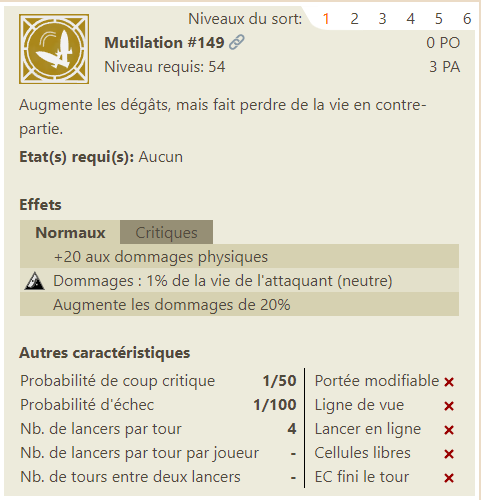 Niveaux du sort: 1 2 3 4 5 6
Mutilation #149 0 PO
Niveau requis: 54 3 PA
Augmente les dégâts, mais fait perdre de la vie en contre-
partie.
Etat(s) requi(s): Aucun
Effets
Normaux Critiques
+20 aux dommages physiques
Dommages : 1% de la vie de l'attaquant (neutre)
Augmente les dommages de 20%
Autres caractéristiques
Probabilité de coup critique 1/50 Portée modifiable
Probabilité d'échec 1/100 Ligne de vue
Nb. de lancers par tour 4 Lancer en ligne
Nb. de lancers par tour par joueur - Cellules libres
Nb. de tours entre deux lancers - EC fini le tour